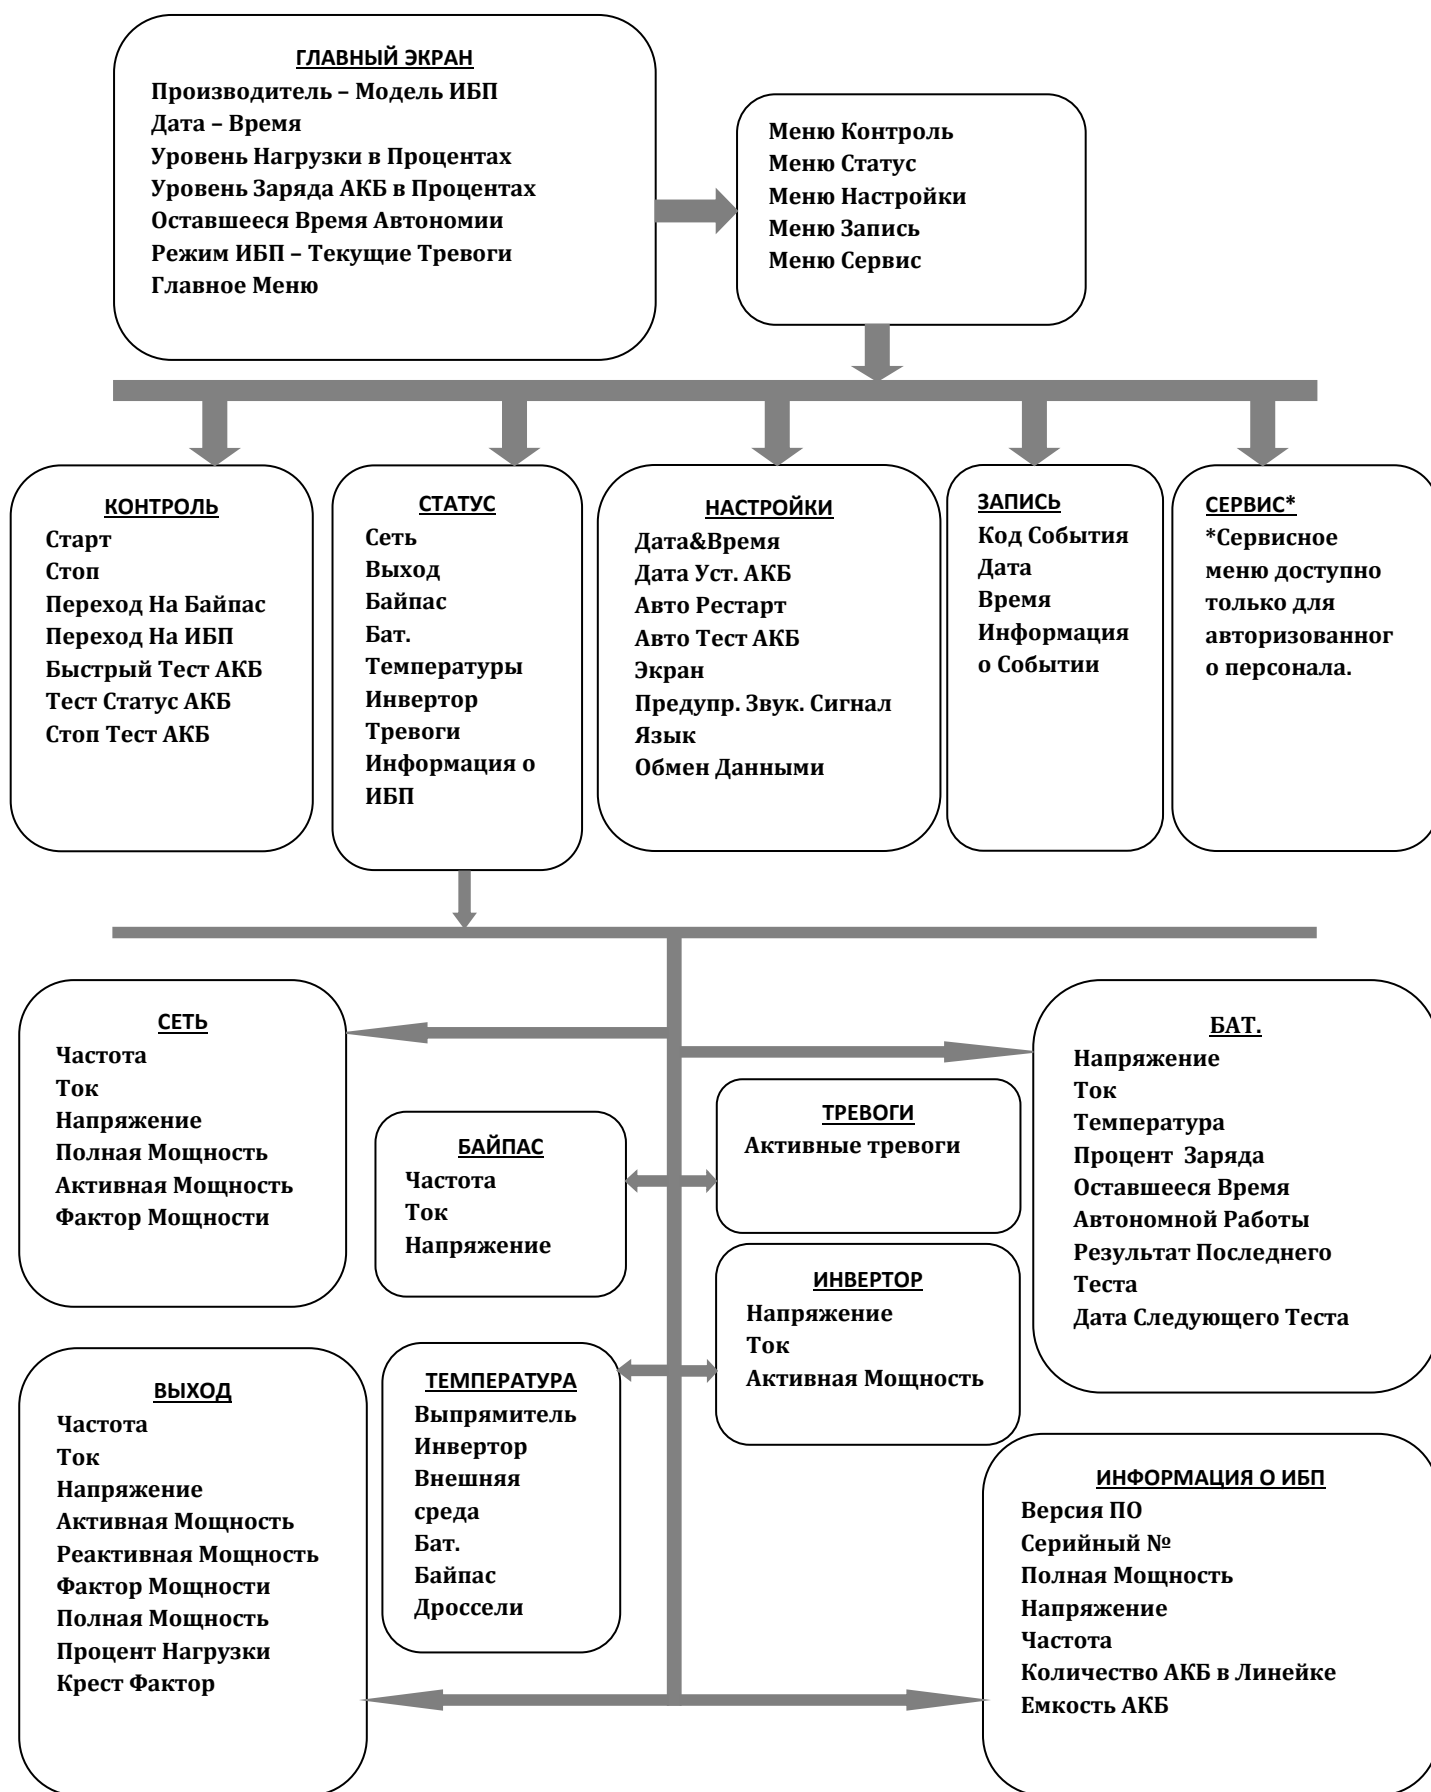 ГЛАВНЫЙ ЭКРАН
Производитель – Модель ИБП
Дата – Время
Уровень Нагрузки в Процентах
Уровень Заряда АКБ в Процентах
Оставшееся Время Автономии
Режим ИБП – Текущие Тревоги
Главное Меню
Меню Контроль
Меню Статус
Меню Настройки
Меню Запись
Меню Сервис
КОНТРОЛЬ
Старт
Стоп
Переход На Байпас
Переход На ИБП
Быстрый Тест АКБ
Тест Статус АКБ
Стоп Тест АКБ
СТАТУС
Сеть
Выход
Байпас
Бат.
Температуры
Инвертор
Тревоги
Информация о
ИБП
НАСТРОЙКИ
Дата&Время
Дата Уст. АКБ
Авто Рестарт
Авто Тест АКБ
Экран
Предупр. Звук. Сигнал
Язык
Обмен Данными
ЗАПИСЬ
Код События
Дата
Время
Информация
о Событии
СЕРВИС*
*Сервисное
меню доступно
только для
авторизованног
о персонала.
СЕТЬ
Частота
Ток
Напряжение
Полная Мощность
Активная Мощность
Фактор Мощности
БАЙПАС
Частота
Ток
Напряжение
ТРЕВОГИ
Активные тревоги
БАТ.
Напряжение
Ток
Температура
Процент  Заряда
Оставшееся Время
Автономной Работы
Результат Последнего
Теста
Дата Следующего Теста
ИНВЕРТОР
Напряжение
Ток
Активная Мощность
ВЫХОД
Частота
Ток
Напряжение
Активная Мощность
Реактивная Мощность
Фактор Мощности
Полная Мощность
Процент Нагрузки
Крест Фактор
ТЕМПЕРАТУРА
Выпрямитель
Инвертор
Внешняя
среда
Бат.
Байпас
Дроссели
ИНФОРМАЦИЯ О ИБП
Версия ПО
Серийный №
Полная Мощность
Напряжение
Частота
Количество АКБ в Линейке
Емкость АКБ